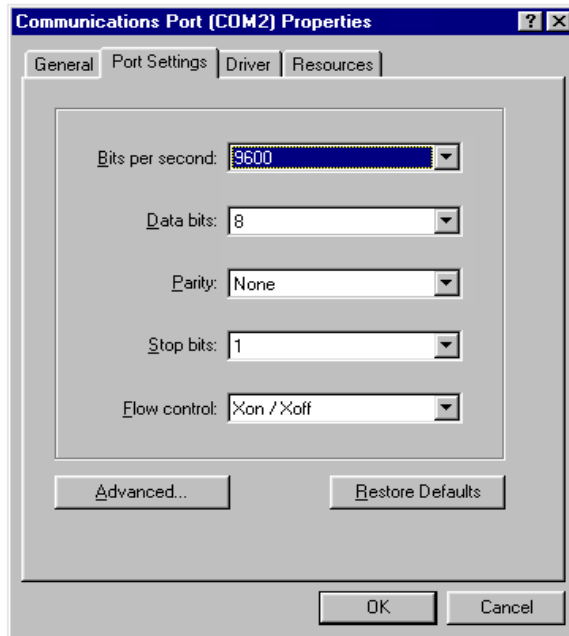 Communications Port (COM2) Properties
General Port Settings Driver Resources
Bits per second: 9600
Data bits: 8
Parity: None
Stop bits: 1
Flow control: Xon / Xoff
Advanced... Restore Defaults
OK Cancel